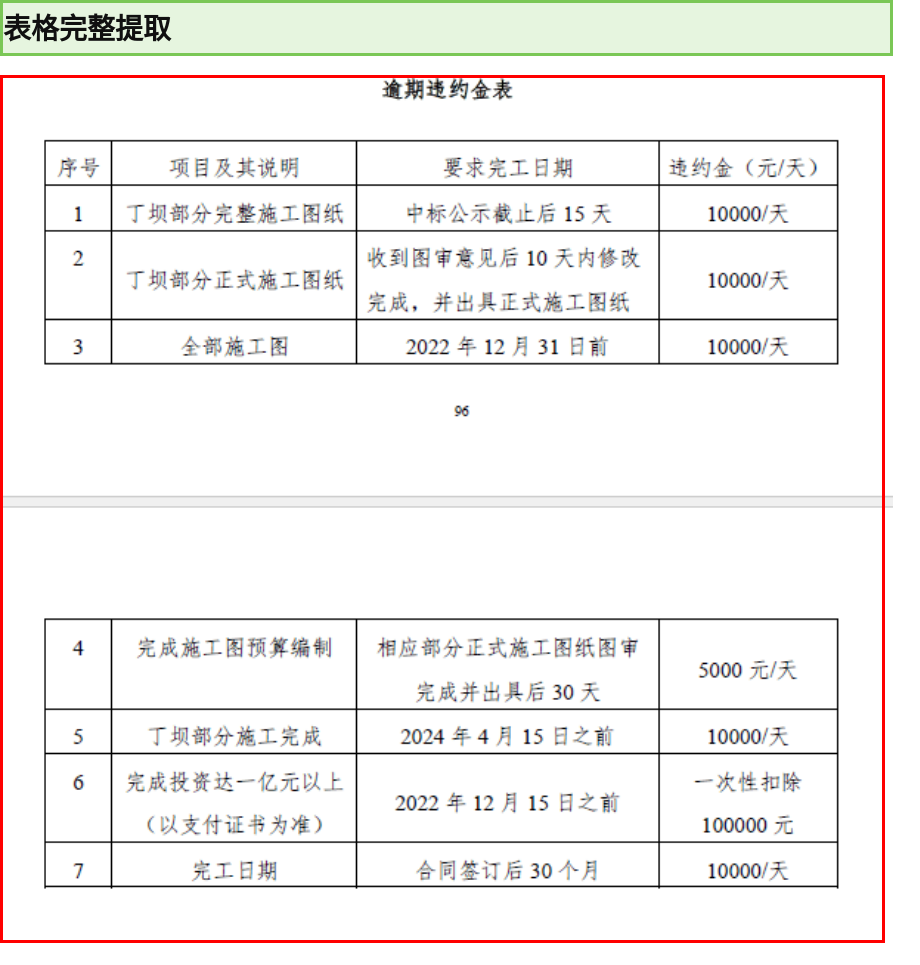 表格完整提取
逾期违约金表
序号 项目及其说明 要求完工日期 违约金（元/天）
1 丁坝部分完整施工图纸 中标公示截止后 15 天 10000/天
2 丁坝部分正式施工图纸 收到图审意见后 10 天内修改
完成，并出具正式施工图纸 10000/天
3 全部施工图 2022 年 12 月 31 日前 10000/天
96
4 完成施工图预算编制 相应部分正式施工图纸图审
完成并出具后 30 天 5000 元/天
5 丁坝部分施工完成 2024 年 4 月 15 日之前 10000/天
6 完成投资达一亿元以上
（以支付证书为准） 2022 年 12 月 15 日之前 一次性扣除
100000 元
7 完工日期 合同签订后 30 个月 10000/天